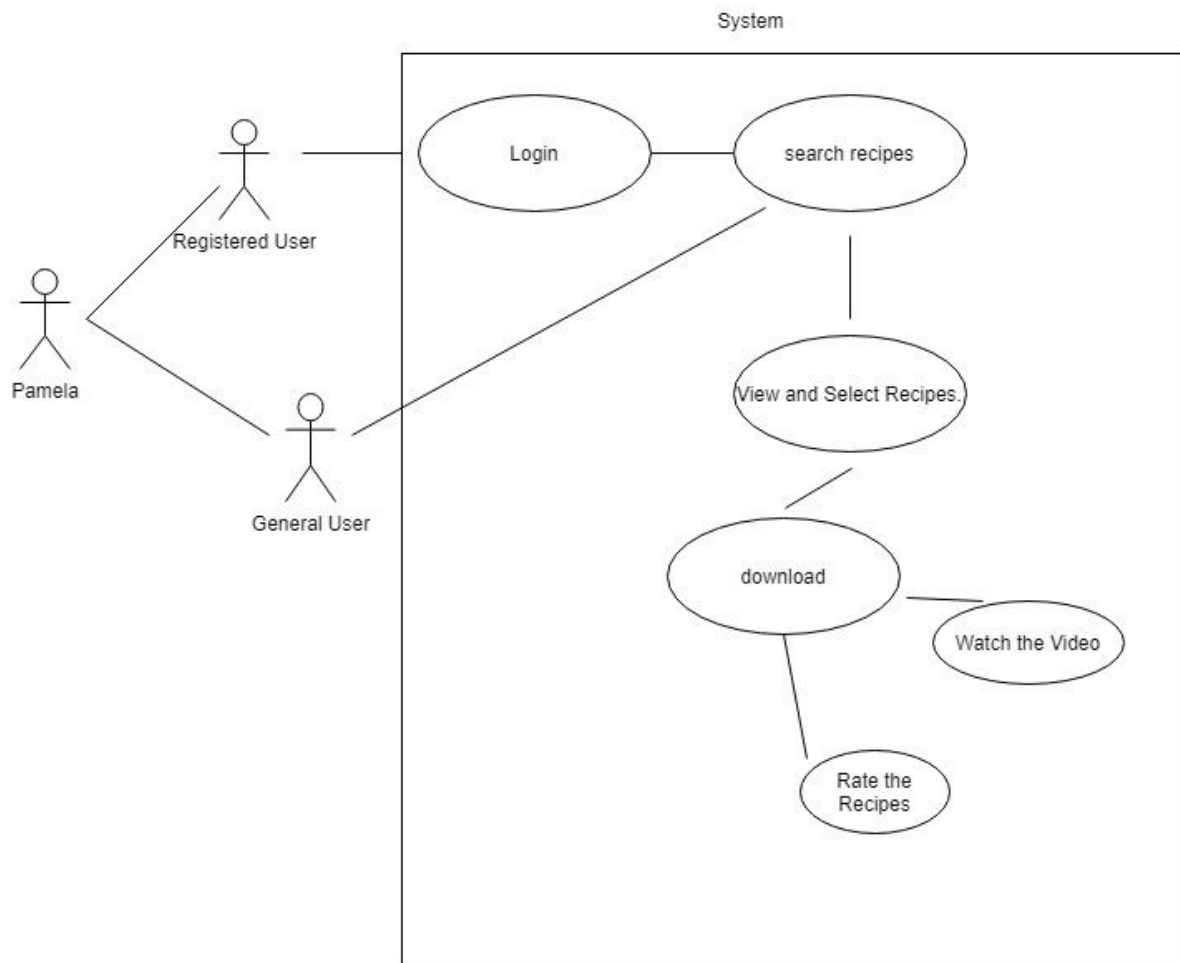 System
Login
search recipes
Registered User
Pamela
View and Select Recipes.
General User
download
Watch the Video
Rate the
Recipes